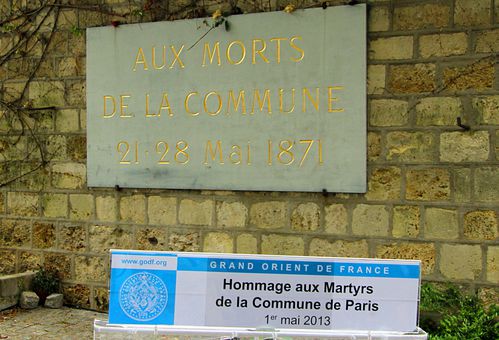 AUX MORTS
DE LA COMMUNE
21-28 Mai 1871
www.godf.org
GRAND ORIENT DE FRANCE
Hommage aux Martyrs
de la Commune de Paris
1er mai 2013